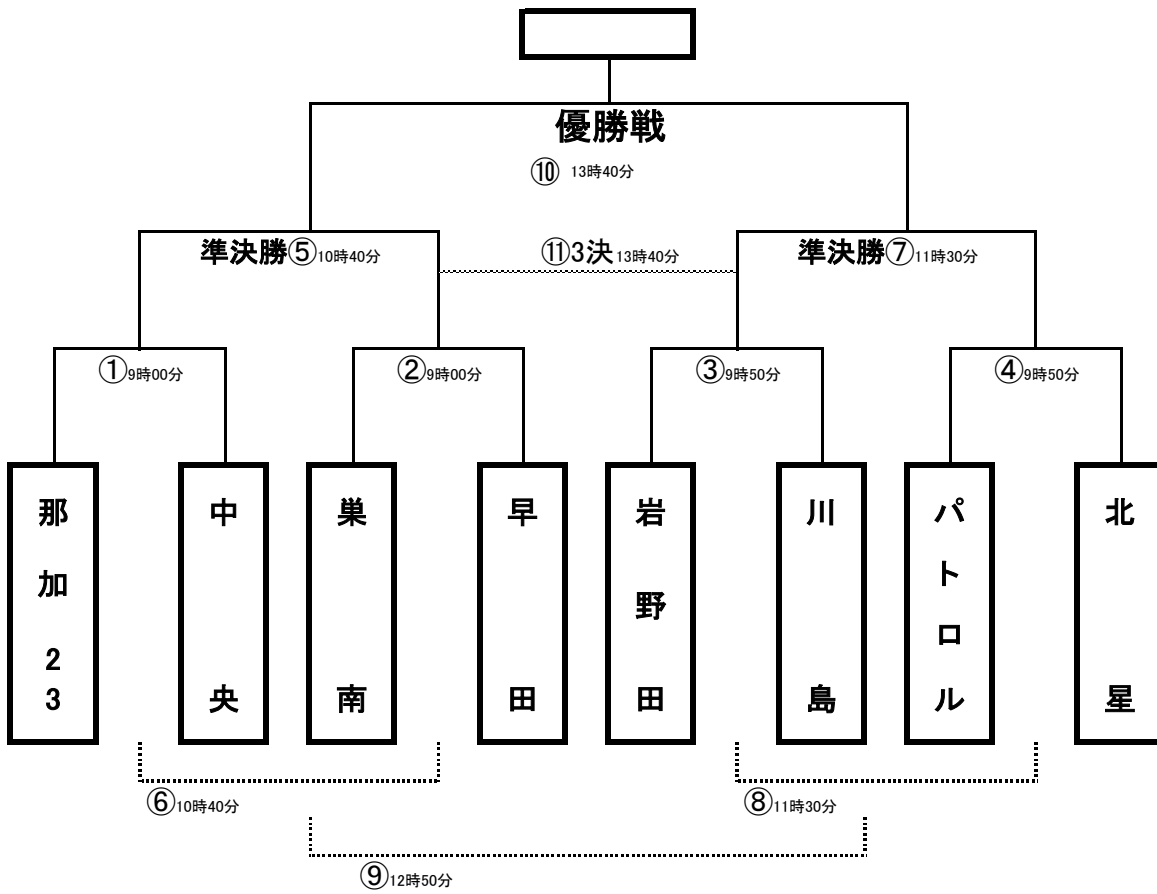 優勝戦
⑩ 13時40分
準決勝⑤10時40分
⑪3決13時40分
準決勝⑦11時30分
①9時00分
②9時00分
③9時50分
④9時50分
那加23
中央
巣南
早田
岩野田
川島
パトロル
北星
⑥10時40分
⑧11時30分
⑨12時50分